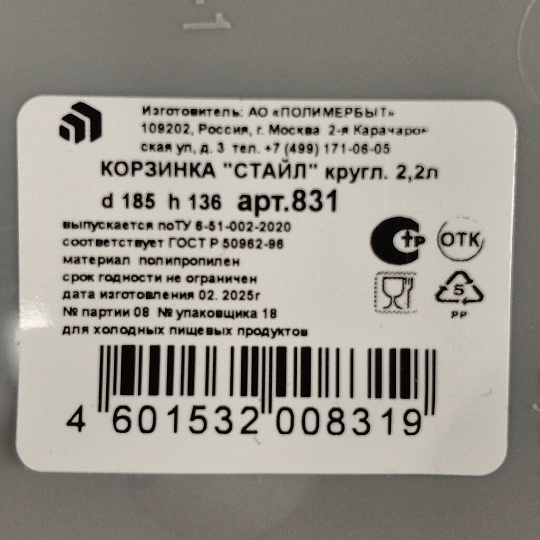 Изготовитель: АО «ПОЛИМЕРБЫТ»
109202, Россия, г. Москва 2-я Карачаров-
ская ул, д. 3 тел. +7 (499) 171-06-05
КОРЗИНКА "СТАЙЛ" кругл. 2,2л
d 185 h 136 арт.831
выпускается поТУ 6-51-002-2020
соответствует ГОСТ Р 50962-96
материал полипропилен
срок годности не ограничен
дата изготовления 02. 2025г
№ партии 08 № упаковщика 18
для холодных пищевых продуктов
СТР ОТК
5
PP
4 601532 008319